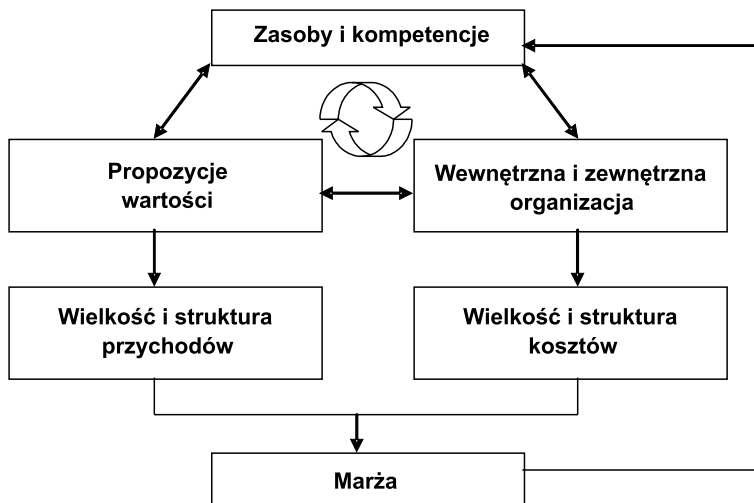 Zasoby i kompetencje
Propozycje
wartości
Wewnętrzna i zewnętrzna
organizacja
Wielkość i struktura
przychodów
Wielkość i struktura
kosztów
Marża